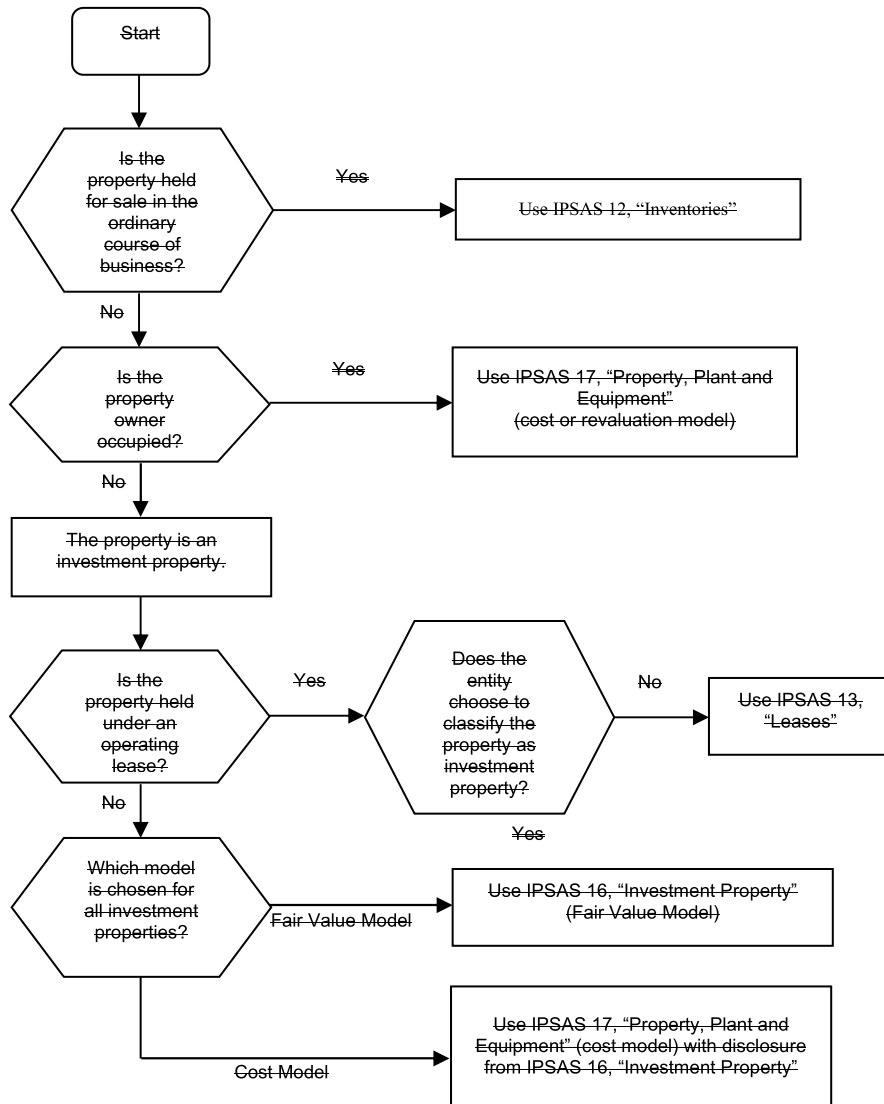 Start
Is the
property held
for sale in the
ordinary
course of
business?
Yes
Use IPSAS 12, “Inventories”
No
Is the
property
owner
occupied?
Yes
Use IPSAS 17, “Property, Plant and
Equipment”
(cost or revaluation model)
No
The property is an
investment property.
Is the
property held
under an
operating
lease?
Yes
Does the
entity
choose to
classify the
property as
investment
property?
No
Use IPSAS 13,
“Leases”
No
Yes
Which model
is chosen for
all investment
properties?
Fair Value Model
Use IPSAS 16, “Investment Property”
(Fair Value Model)
Cost Model
Use IPSAS 17, “Property, Plant and
Equipment” (cost model) with disclosure
from IPSAS 16, “Investment Property”